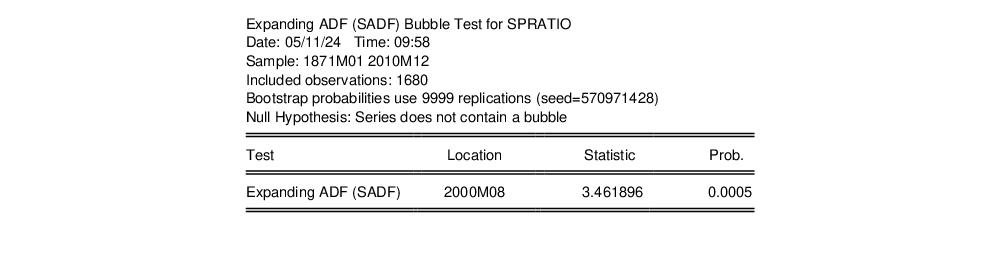 Expanding ADF (SADF) Bubble Test for SPRATIO
Date: 05/11/24 Time: 09:58
Sample: 1871M01 2010M12
Included observations: 1680
Bootstrap probabilities use 9999 replications (seed=570971428)
Null Hypothesis: Series does not contain a bubble
Test Location Statistic Prob.
Expanding ADF (SADF) 2000M08 3.461896 0.0005